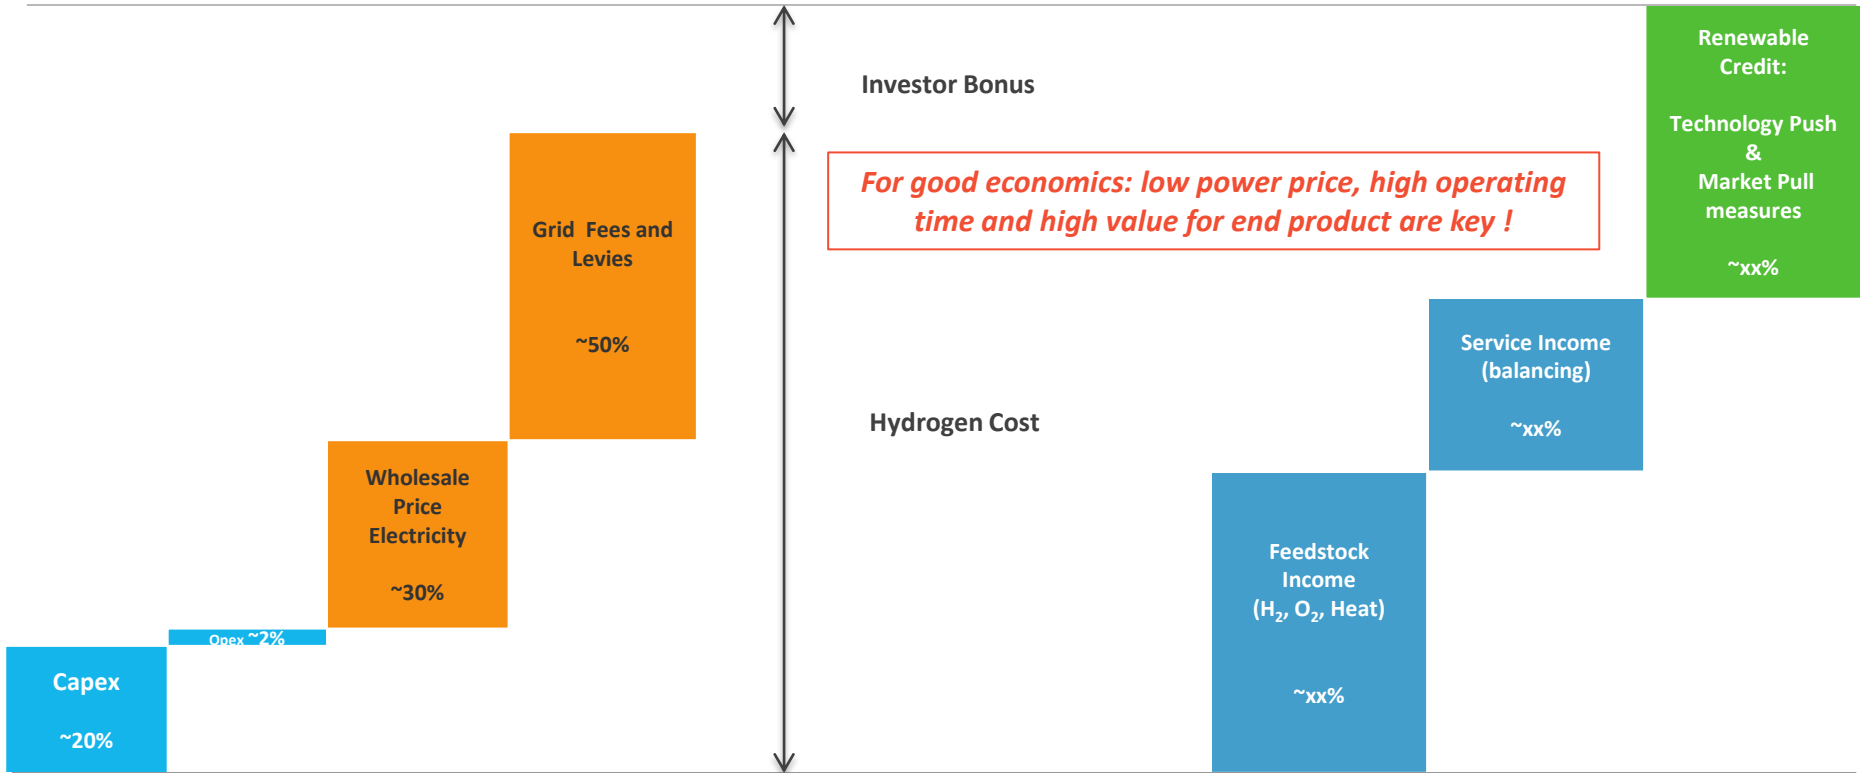 Capex
~20%
Opex ~2%
Wholesale
Price
Electricity
~30%
Grid  Fees and
Levies
~50%
Investor Bonus
For good economics: low power price, high operating
time and high value for end product are key !
Hydrogen Cost
Feedstock
Income
(H₂, O₂, Heat)
~xx%
Service Income
(balancing)
~xx%
Renewable
Credit:
Technology Push
&
Market Pull
measures
~xx%